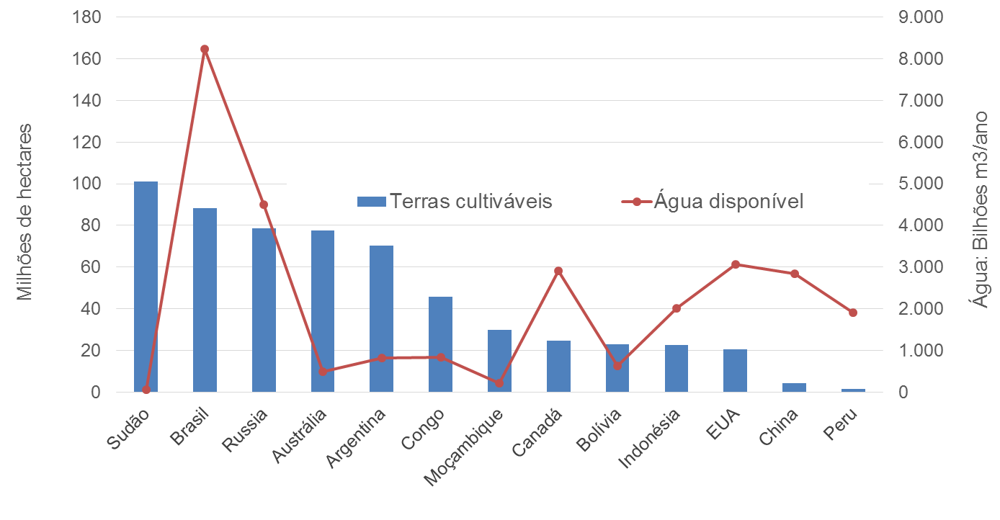 180
160
140
120
100
80
60
40
20
0
Milhões de hectares
9.000
8.000
7.000
6.000
5.000
4.000
3.000
2.000
1.000
0
Água: Bilhões m3/ano
Terras cultiváveis
Água disponível
Sudão
Brasil
Russia
Austrália
Argentina
Congo
Moçambique
Canadá
Bolívia
Indonésia
EUA
China
Peru